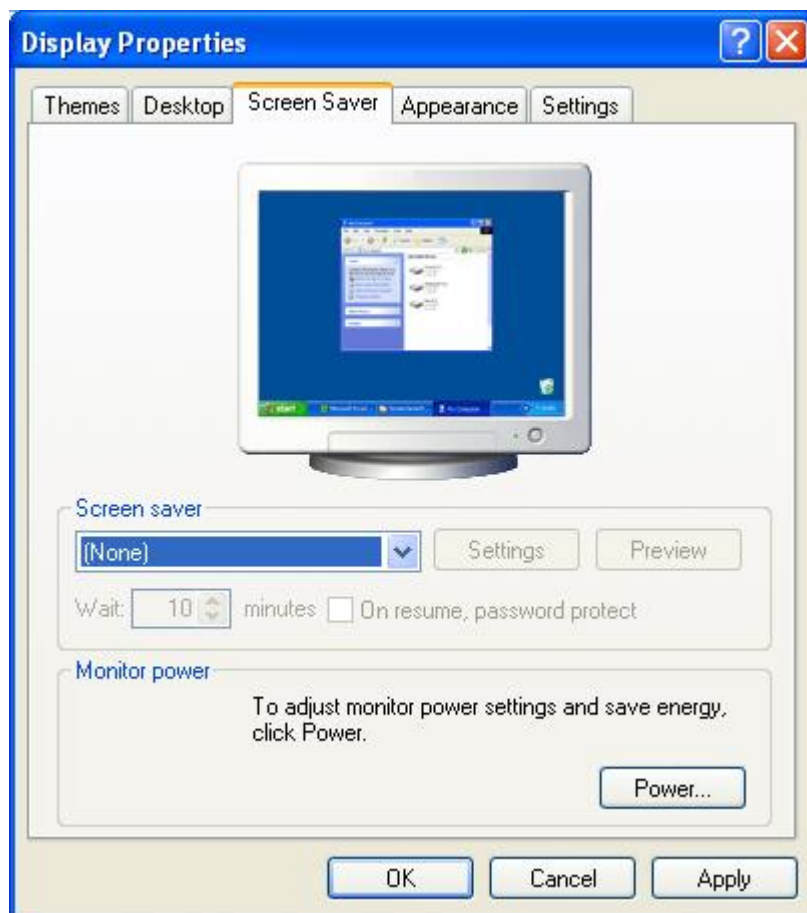 Display Properties
Themes Desktop Screen Saver Appearance Settings
start
Screen saver
(None) Settings Preview
Wait: 10 minutes On resume, password protect
Monitor power
To adjust monitor power settings and save energy,
click Power.
Power...
OK Cancel Apply